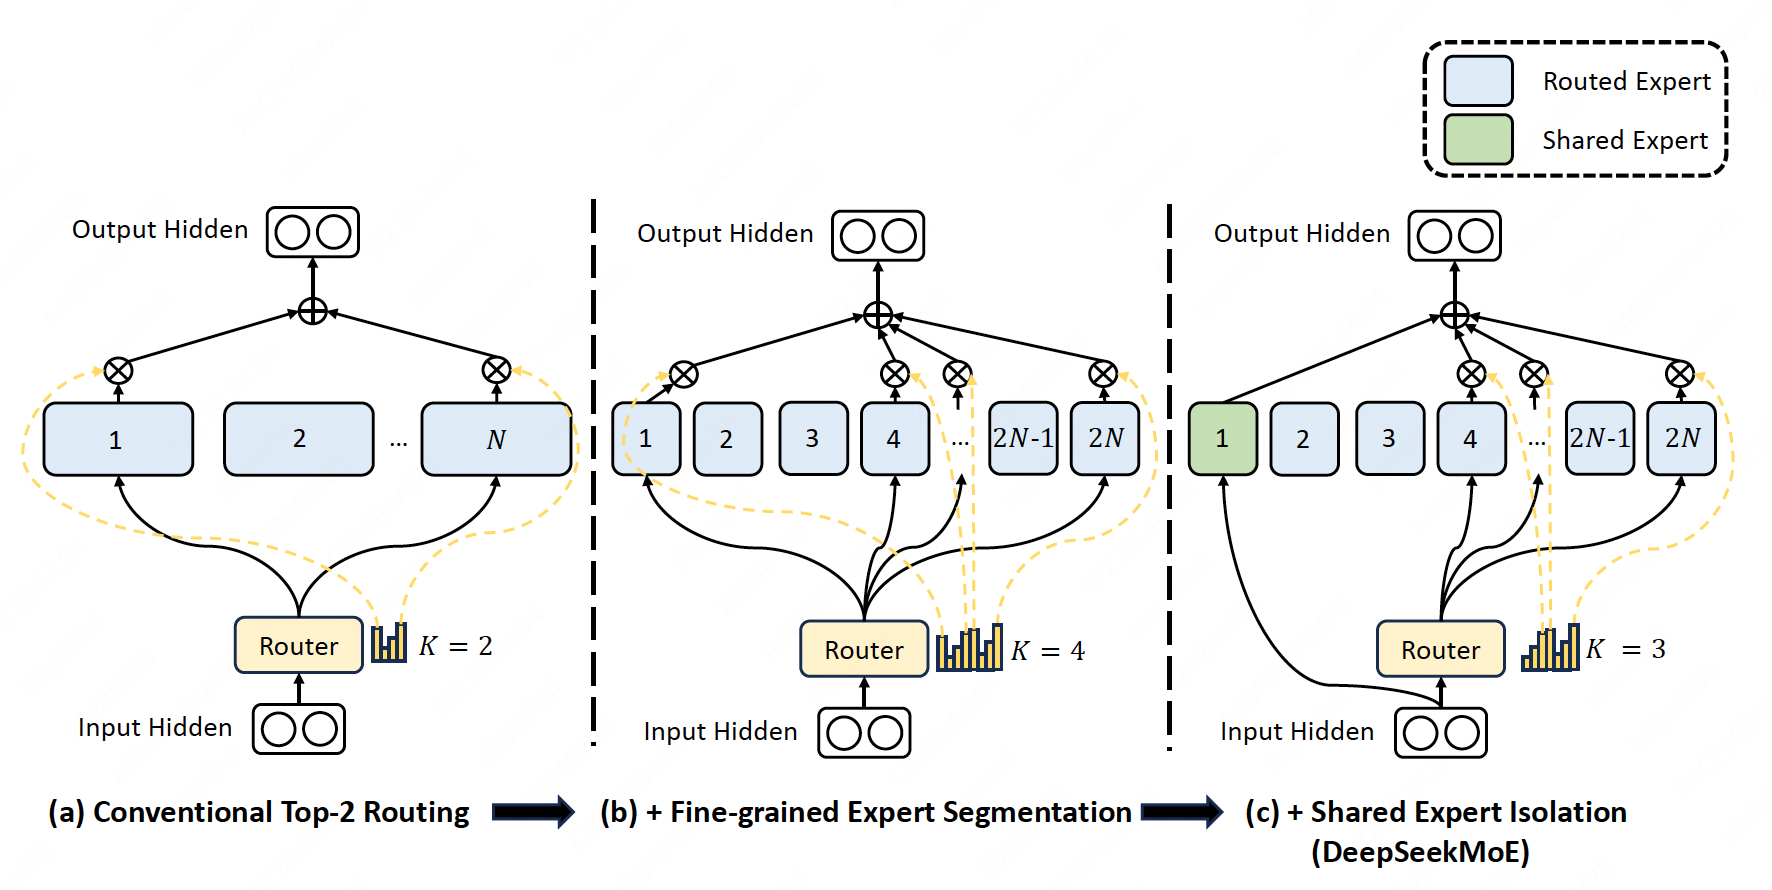 Routed Expert
Shared Expert
Output Hidden
1
2
...
N
Router
K = 2
Input Hidden
(a) Conventional Top-2 Routing
Output Hidden
1
2
3
4
...
2N-1
2N
Router
K = 4
Input Hidden
(b) + Fine-grained Expert Segmentation
Output Hidden
1
2
3
4
...
2N-1
2N
Router
K = 3
Input Hidden
(c) + Shared Expert Isolation
(DeepSeekMoE)